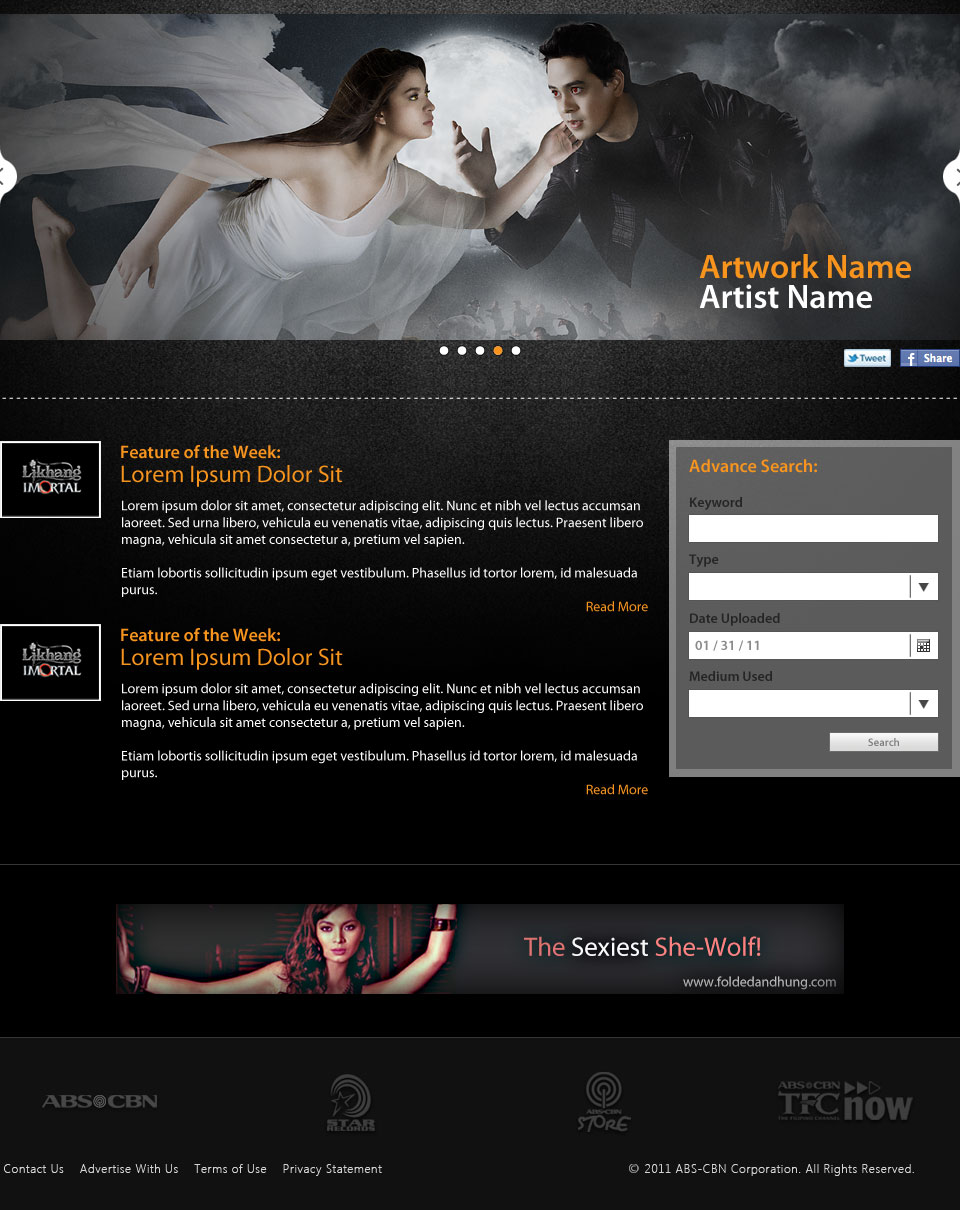 Artwork Name
Artist Name
Tweet
Share
Likhang
IMORTAL
Feature of the Week:
Lorem Ipsum Dolor Sit
Lorem ipsum dolor sit amet, consectetur adipiscing elit. Nunc et nibh vel lectus accumsan
laoreet. Sed urna libero, vehicula eu venenatis vitae, adipiscing quis lectus. Praesent libero
magna, vehicula sit amet consectetur a, pretium vel sapien.
Etiam lobortis sollicitudin ipsum eget vestibulum. Phasellus id tortor lorem, id malesuada
purus.
Read More
Likhang
IMORTAL
Feature of the Week:
Lorem Ipsum Dolor Sit
Lorem ipsum dolor sit amet, consectetur adipiscing elit. Nunc et nibh vel lectus accumsan
laoreet. Sed urna libero, vehicula eu venenatis vitae, adipiscing quis lectus. Praesent libero
magna, vehicula sit amet consectetur a, pretium vel sapien.
Etiam lobortis sollicitudin ipsum eget vestibulum. Phasellus id tortor lorem, id malesuada
purus.
Read More
Advance Search:
Keyword
Type
Date Uploaded
01 / 31 / 11
Medium Used
Search
The Sexiest She-Wolf!
www.foldedandhung.com
ABS-CBN
STAR
RECORDS
ABS-CBN
STORE
ABS-CBN
TFC now
THE FILIPINO CHANNEL
Contact Us Advertise With Us Terms of Use Privacy Statement
© 2011 ABS-CBN Corporation. All Rights Reserved.